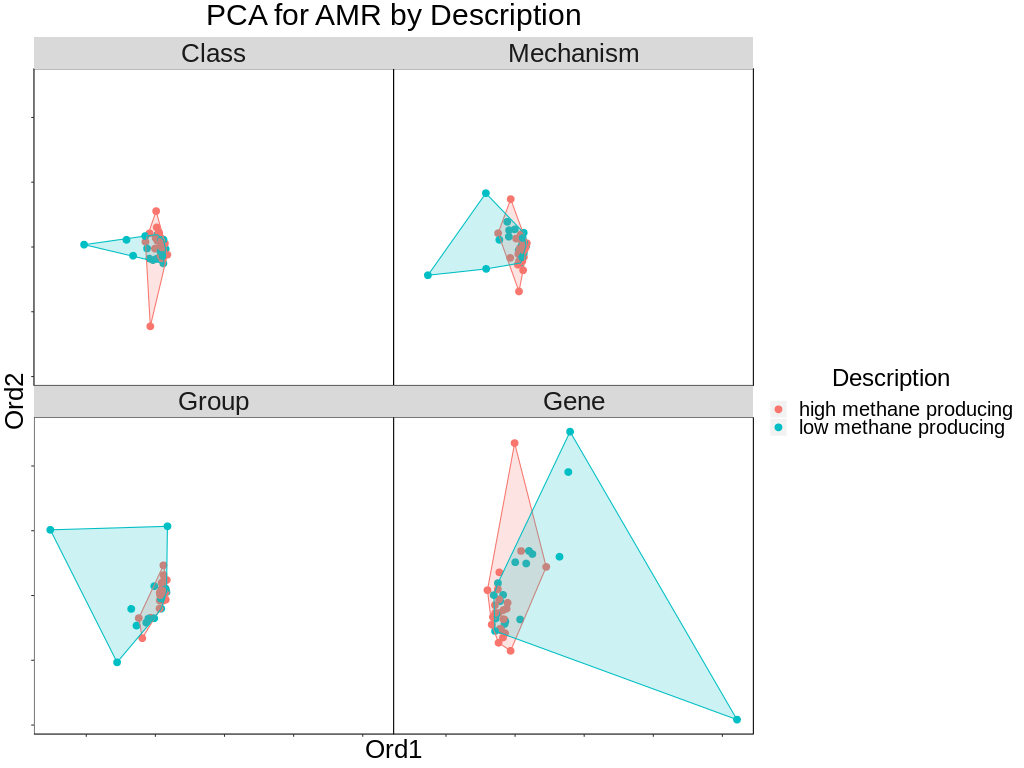 PCA for AMR by Description
Class
Mechanism
Group
Gene
Ord2
Ord1
Description
high methane producing
low methane producing